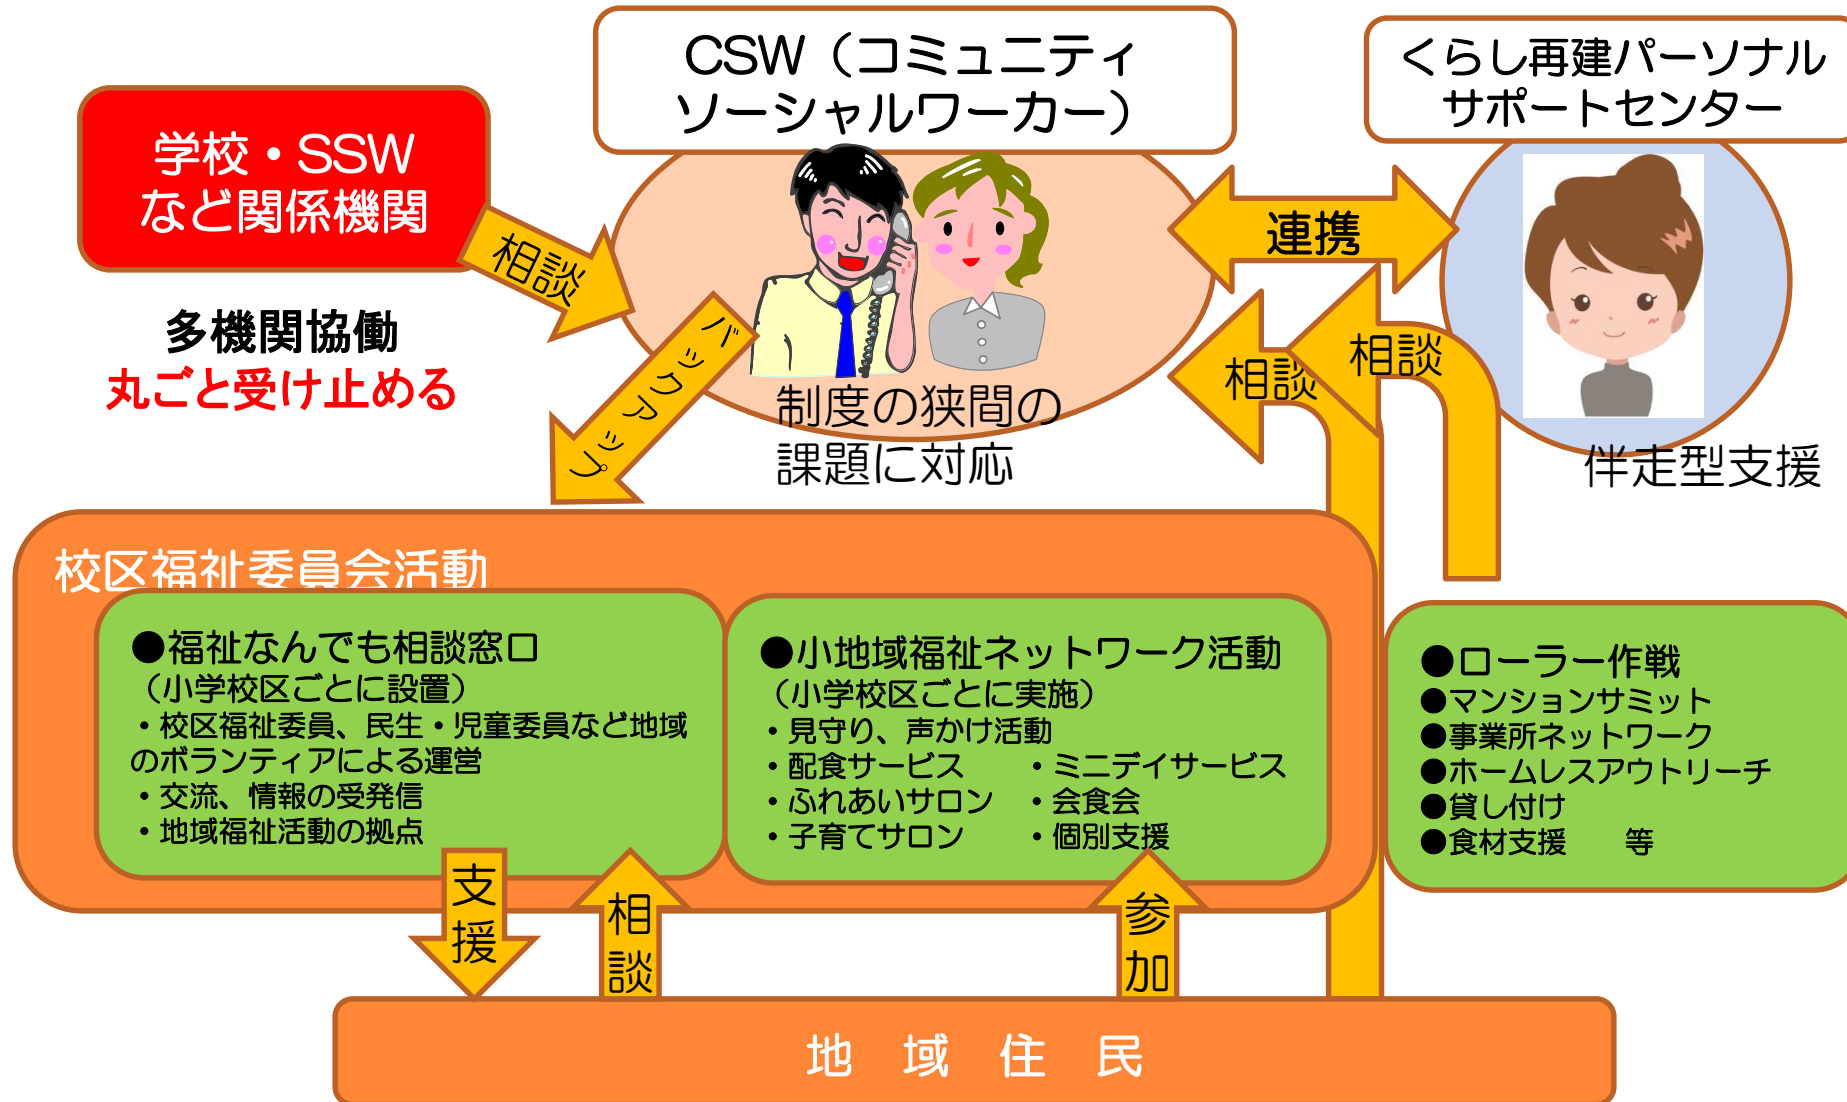 CSW（コミュニティ
ソーシャルワーカー）
くらし再建パーソナル
サポートセンター
学校・SSW
など関係機関
相談
連携
多機関協働
丸ごと受け止める
バックアップ
相談
相談
制度の狭間の
課題に対応
伴走型支援
校区福祉委員会活動
●福祉なんでも相談窓口
（小学校区ごとに設置）
・校区福祉委員、民生・児童委員など地域
のボランティアによる運営
・交流、情報の受発信
・地域福祉活動の拠点
●小地域福祉ネットワーク活動
（小学校区ごとに実施）
・見守り、声かけ活動
・配食サービス　・ミニデイサービス
・ふれあいサロン　・会食会
・子育てサロン　・個別支援
●ローラー作戦
●マンションサミット
●事業所ネットワーク
●ホームレスアウトリーチ
●貸し付け
●食材支援　等
支援
相談
参加
地　域　住　民